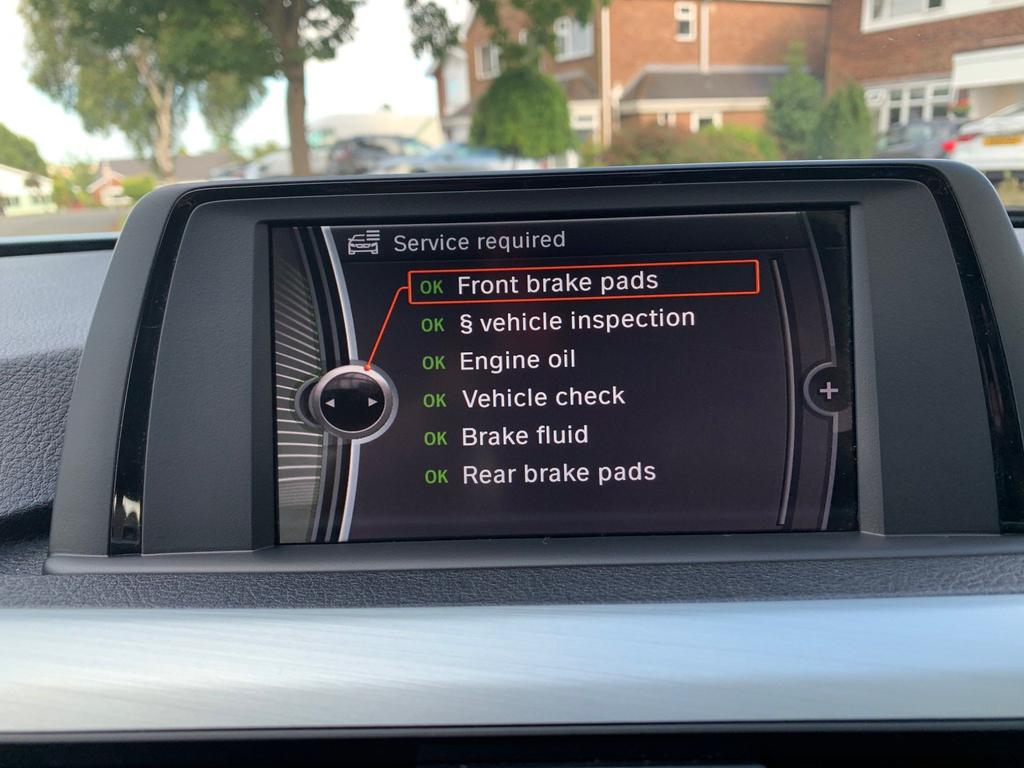 Service required
OK Front brake pads
OK § vehicle inspection
OK Engine oil
OK Vehicle check
OK Brake fluid
OK Rear brake pads